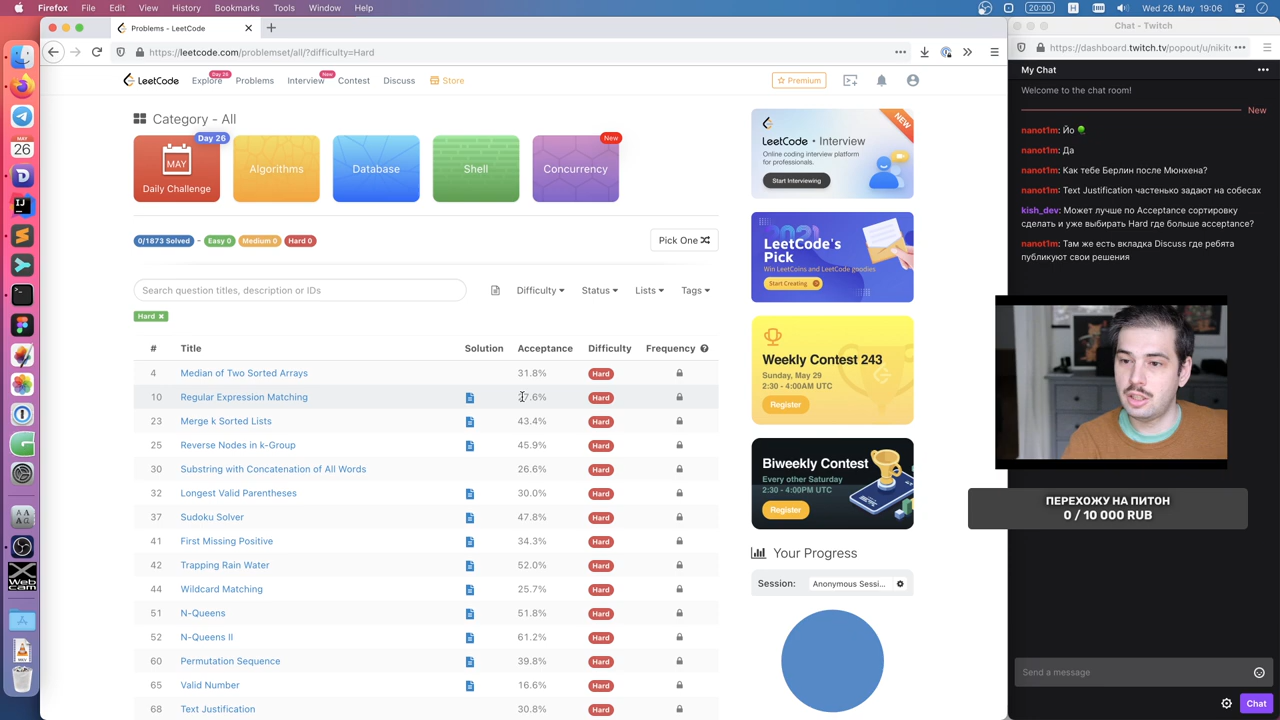 Firefox File Edit View History Bookmarks Tools Window Help
20:00
Wed 26. May 19:06
Problems - LeetCode
https://leetcode.com/problemset/all/?difficulty=Hard
LeetCode
Explore
Day 26
Problems
Interview
New
Contest
Discuss
Store
Premium
Category - All
MAY
Daily Challenge
Day 26
Algorithms
Database
Shell
Concurrency
New
0/1873 Solved - Easy 0 Medium 0 Hard 0
Pick One
Search question titles, description or IDs
Difficulty Status Lists Tags
Hard
# Title Solution Acceptance Difficulty Frequency
4 Median of Two Sorted Arrays 31.8% Hard
10 Regular Expression Matching 7.6% Hard
23 Merge k Sorted Lists 43.4% Hard
25 Reverse Nodes in k-Group 45.9% Hard
30 Substring with Concatenation of All Words 26.6% Hard
32 Longest Valid Parentheses 30.0% Hard
37 Sudoku Solver 47.8% Hard
41 First Missing Positive 34.3% Hard
42 Trapping Rain Water 52.0% Hard
44 Wildcard Matching 25.7% Hard
51 N-Queens 51.8% Hard
52 N-Queens II 61.2% Hard
60 Permutation Sequence 39.8% Hard
65 Valid Number 16.6% Hard
68 Text Justification 30.8% Hard
NEW
LeetCode • Interview
Online coding interview platform
for professionals.
Start Interviewing
2021
LeetCode's
Pick
Win LeetCoins and LeetCode goodies
Start Creating
Weekly Contest 243
Sunday, May 29
2:30 - 4:00AM UTC
Register
Biweekly Contest
Every other Saturday
2:30 - 4:00PM UTC
Register
Your Progress
Session: Anonymous Sessi...
Chat - Twitch
https://dashboard.twitch.tv/popout/u/nikit
My Chat
Welcome to the chat room!
New
nanot1m: Йо
nanot1m: Да
nanot1m: Как тебе Берлин после Мюнхена?
nanot1m: Text Justification частенько задают на собесах
kish_dev: Может лучше по Acceptance сортировку
сделать и уже выбирать Hard где больше acceptance?
nanot1m: Там же есть вкладка Discuss где ребята
публикуют свои решения
ПЕРЕХОЖУ НА ПИТОН
0 / 10 000 RUB
Send a message
Chat
MAY
26
X Web
cam